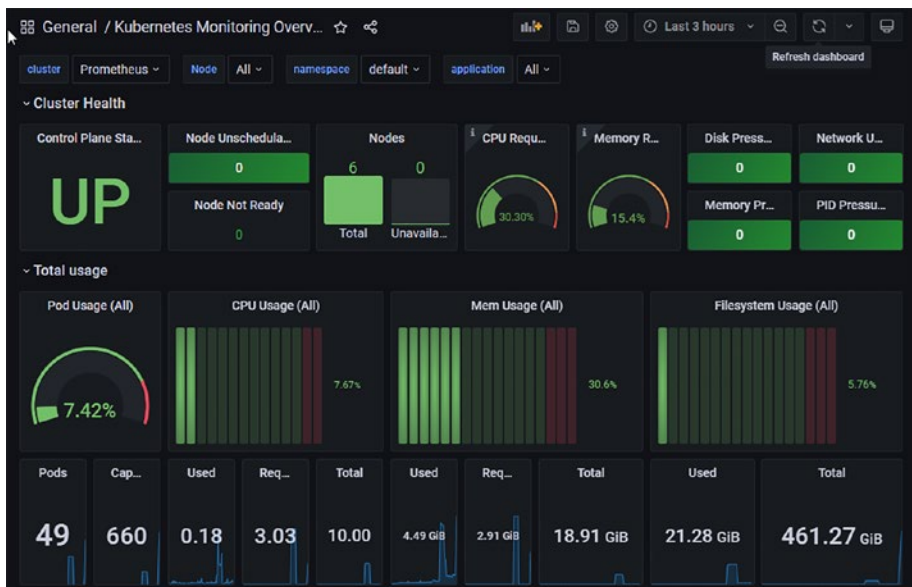 General / Kubernetes Monitoring Overv...
Last 3 hours
Refresh dashboard
cluster Prometheus Node All namespace default application All
Cluster Health
Control Plane Sta...
UP
Node Unschedula...
0
Node Not Ready
0
Nodes
6 0
Total Unavaila...
i CPU Requ...
30.30%
i Memory R...
15.4%
Disk Press...
0
Network U...
0
Memory Pr...
0
PID Pressu...
0
Total usage
Pod Usage (All)
7.42%
CPU Usage (All)
7.67%
Mem Usage (All)
30.6%
Filesystem Usage (All)
5.76%
Pods Cap... Used Req... Total Used Req... Total Used Total
49 660 0.18 3.03 10.00 4.49 GiB 2.91 GiB 18.91 GiB 21.28 GiB 461.27 GiB